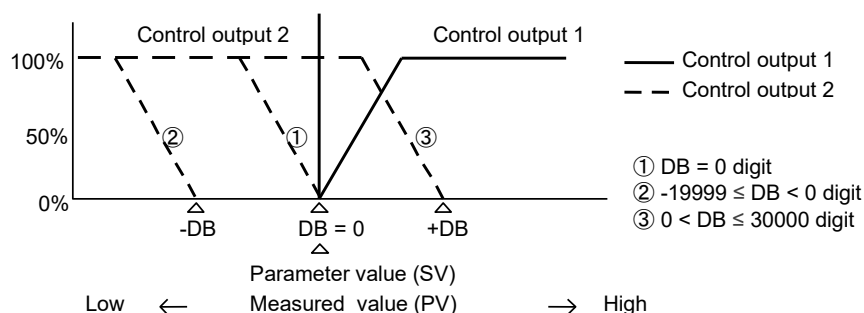 Control output 2
Control output 1
100%
50%
0%
Control output 1
Control output 2
②
①
③
① DB = 0 digit
② -19999 ≤ DB < 0 digit
③ 0 < DB ≤ 30000 digit
-DB
DB = 0
+DB
Parameter value (SV)
Low ← Measured value (PV) → High